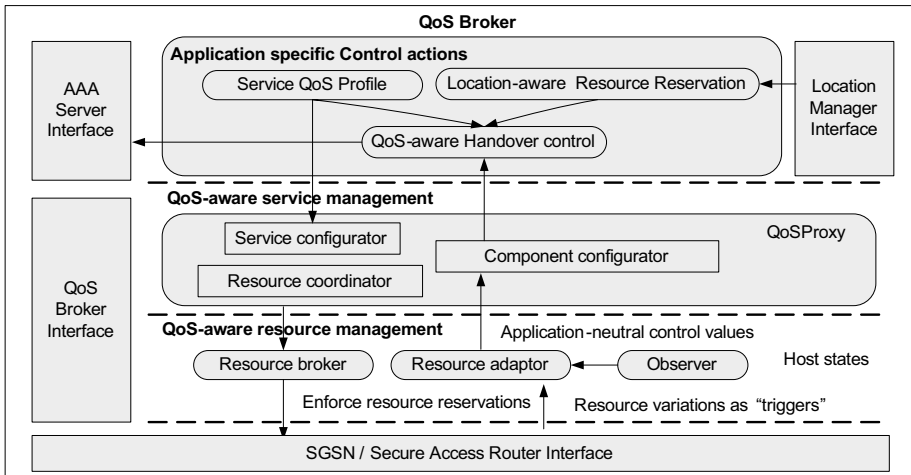 QoS Broker
Application specific Control actions
Service QoS Profile
Location-aware Resource Reservation
AAA
Server
Interface
Location
Manager
Interface
QoS-aware Handover control
QoS-aware service management
QoSProxy
Service configurator
Component configurator
Resource coordinator
QoS
Broker
Interface
QoS-aware resource management
Application-neutral control values
Resource broker
Resource adaptor
Observer
Host states
Enforce resource reservations
Resource variations as “triggers”
SGSN / Secure Access Router Interface